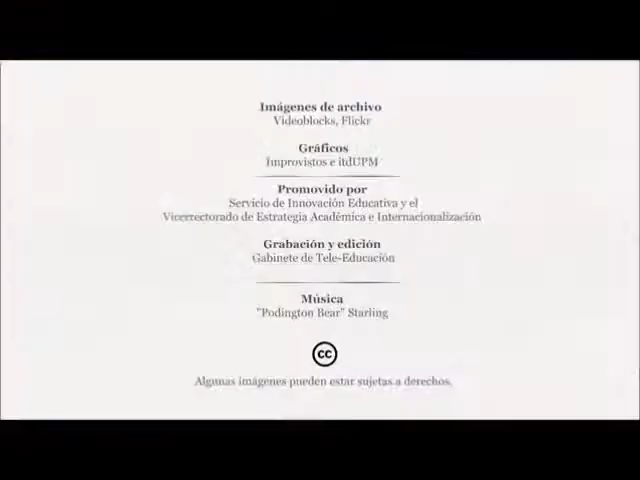 Imágenes de archivo
Videoblocks, Flickr
Gráficos
Improvistos e itdUPM
Promovido por
Servicio de Innovación Educativa y el
Vicerrectorado de Estrategia Académica e Internacionalización
Grabación y edición
Gabinete de Tele-Educación
Música
"Podington Bear" Starling
cc
Algunas imágenes pueden estar sujetas a derechos.